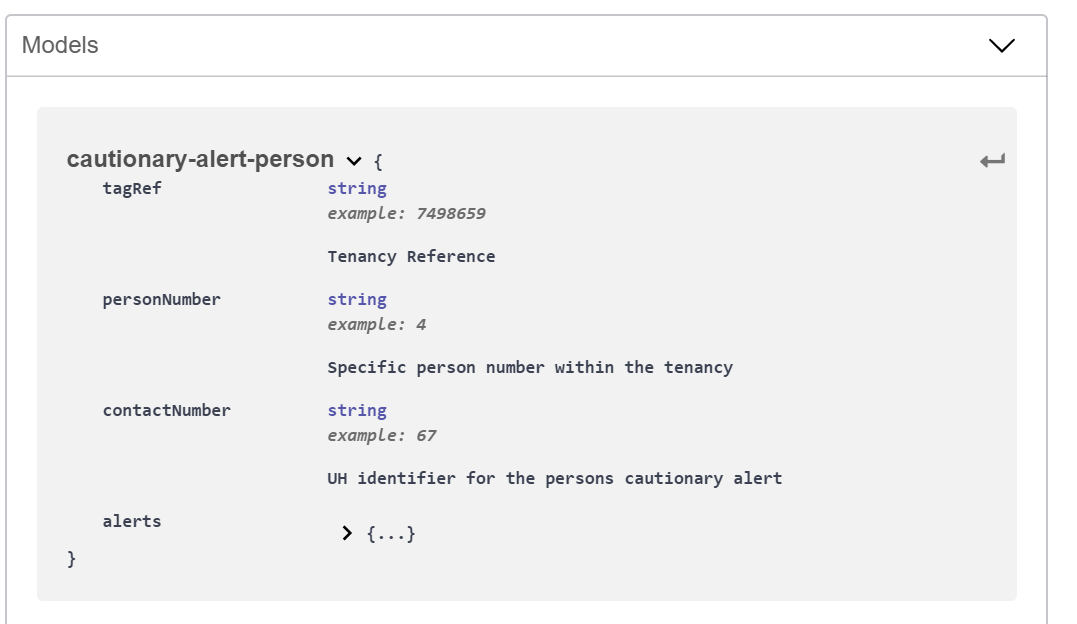 Models
cautionary-alert-person {
tagRef string
example: 7498659
Tenancy Reference
personNumber string
example: 4
Specific person number within the tenancy
contactNumber string
example: 67
UH identifier for the persons cautionary alert
alerts {...}
}